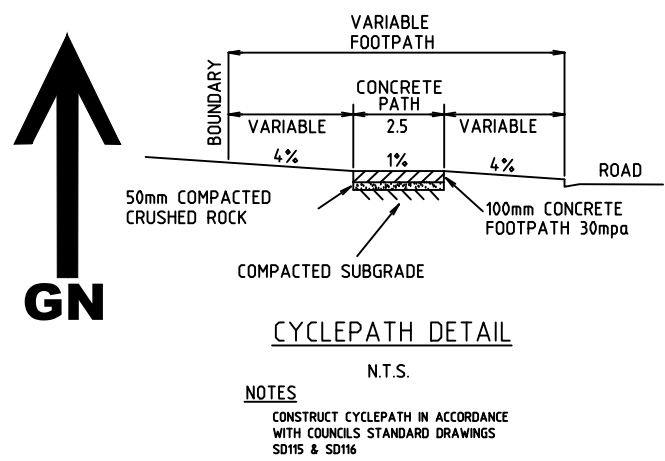 VARIABLE
FOOTPATH
BOUNDARY
CONCRETE
PATH
VARIABLE
2.5
VARIABLE
4%
1%
4%
ROAD
50mm COMPACTED
CRUSHED ROCK
100mm CONCRETE
FOOTPATH 30mpa
COMPACTED SUBGRADE
GN
CYCLEPATH DETAIL
N.T.S.
NOTES
CONSTRUCT CYCLEPATH IN ACCORDANCE
WITH COUNCILS STANDARD DRAWINGS
SD115 & SD116